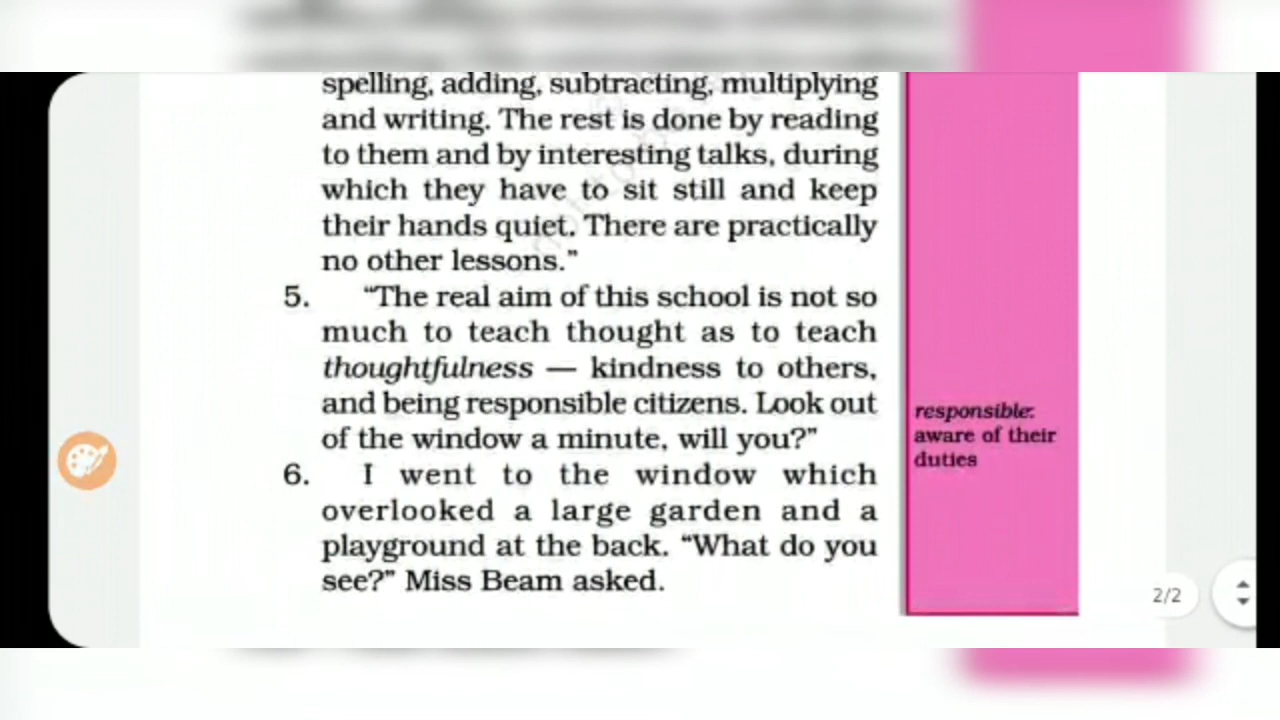 spelling, adding, subtracting, multiplying
and writing. The rest is done by reading
to them and by interesting talks, during
which they have to sit still and keep
their hands quiet. There are practically
no other lessons.”
5. “The real aim of this school is not so
much to teach thought as to teach
thoughtfulness — kindness to others,
and being responsible citizens. Look out
of the window a minute, will you?”
6. I went to the window which
overlooked a large garden and a
playground at the back. “What do you
see?” Miss Beam asked.
responsible:
aware of their
duties
2/2